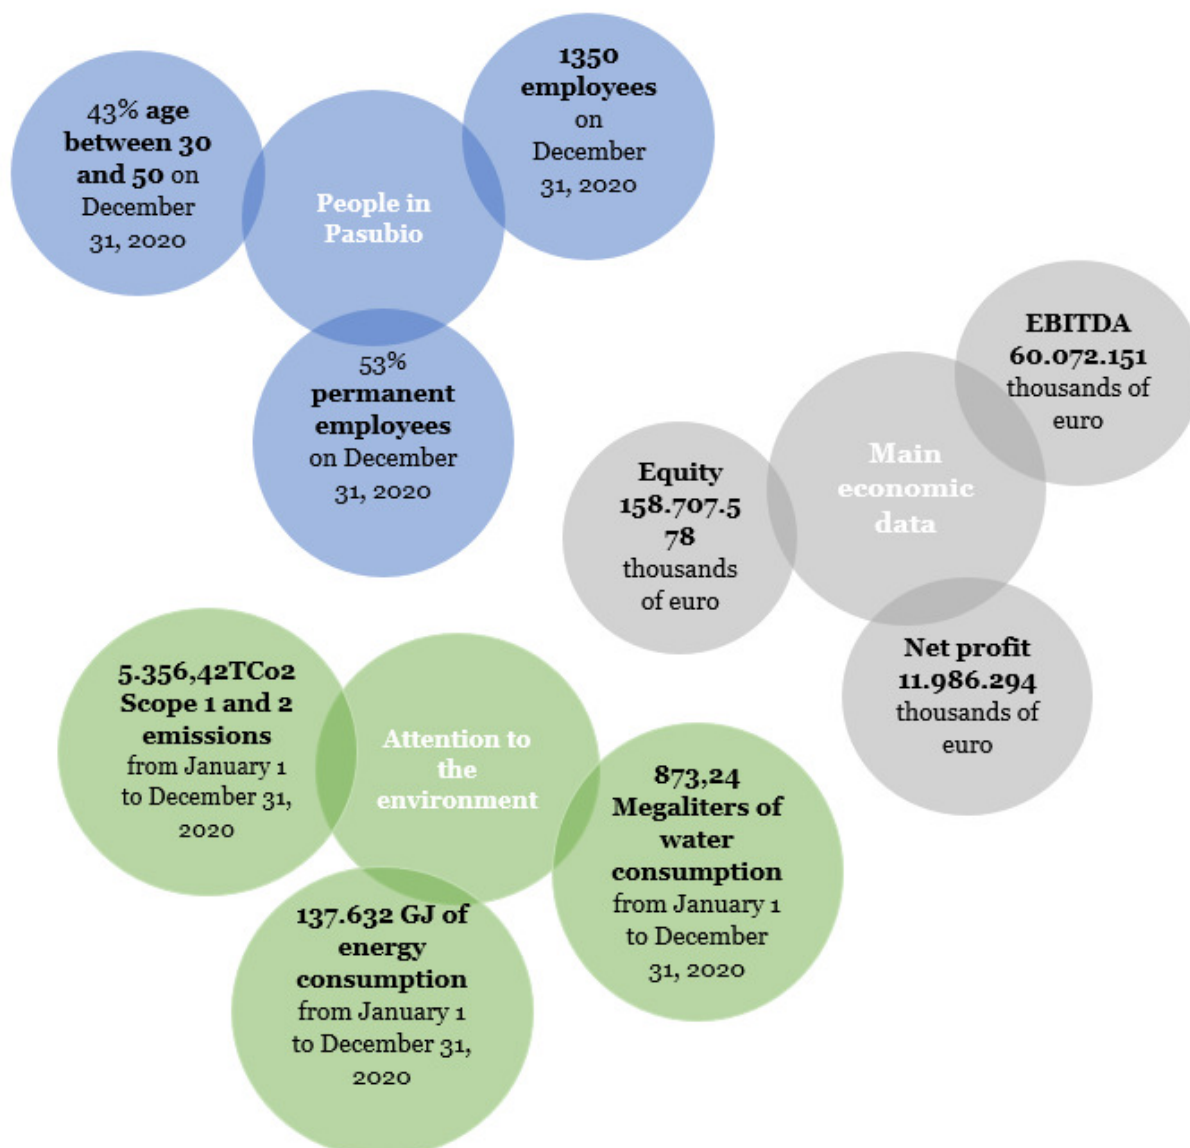 People in
Pasubio
43% age
between 30
and 50 on
December
31, 2020
1350
employees
on
December
31, 2020
53%
permanent
employees
on December
31, 2020
Main
economic
data
EBITDA
60.072.151
thousands of
euro
Equity
158.707.5
78
thousands
of euro
Net profit
11.986.294
thousands of
euro
Attention to
the
environment
5.356,42TCo2
Scope 1 and 2
emissions
from January 1
to December 31,
2020
873,24
Megaliters of
water
consumption
from January 1
to December
31, 2020
137.632 GJ of
energy
consumption
from January 1
to December 31,
2020